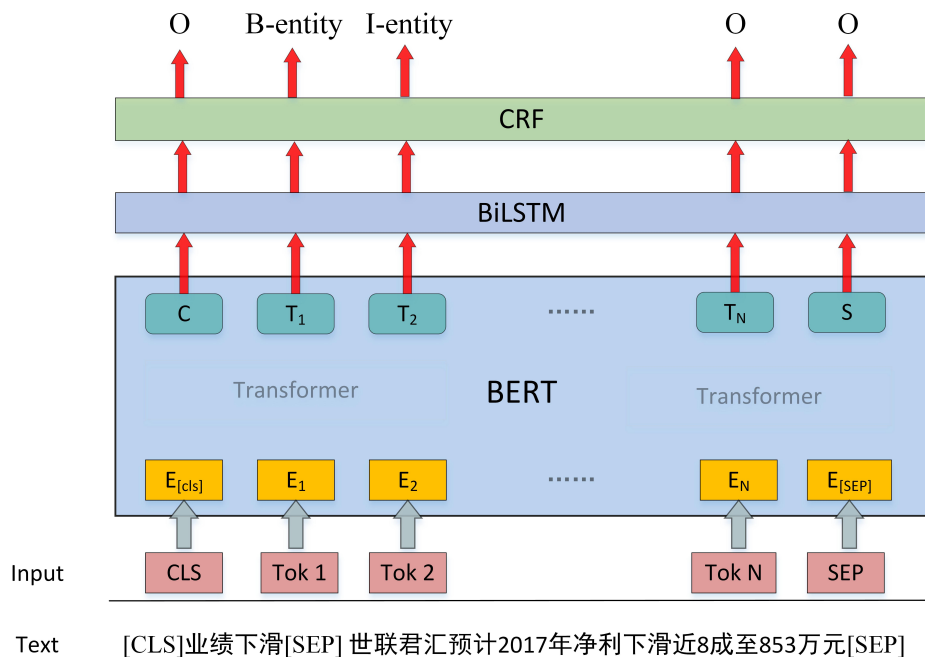 O B-entity I-entity O O
CRF
BiLSTM
C T₁ T₂ ...... T_N S
Transformer BERT Transformer
E[cls] E₁ E₂ ...... E_N E[SEP]
Input CLS Tok 1 Tok 2 Tok N SEP
Text [CLS]业绩下滑[SEP] 世联君汇预计2017年净利下滑近8成至853万元[SEP]